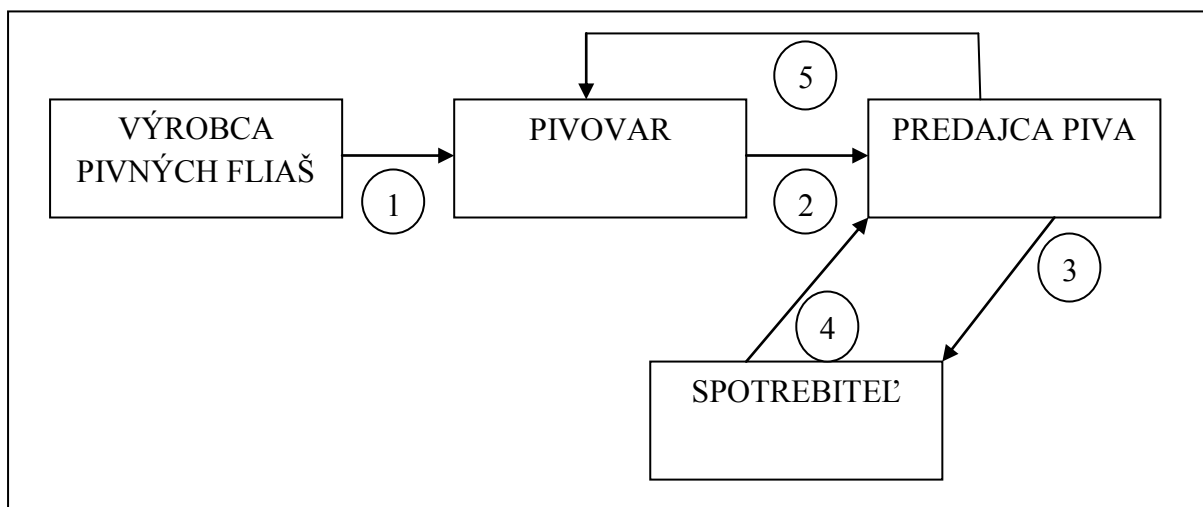 5
VÝROBCA
PIVNÝCH FLIAŠ
PIVOVAR
PREDAJCA PIVA
1
2
3
4
SPOTREBITEĽ